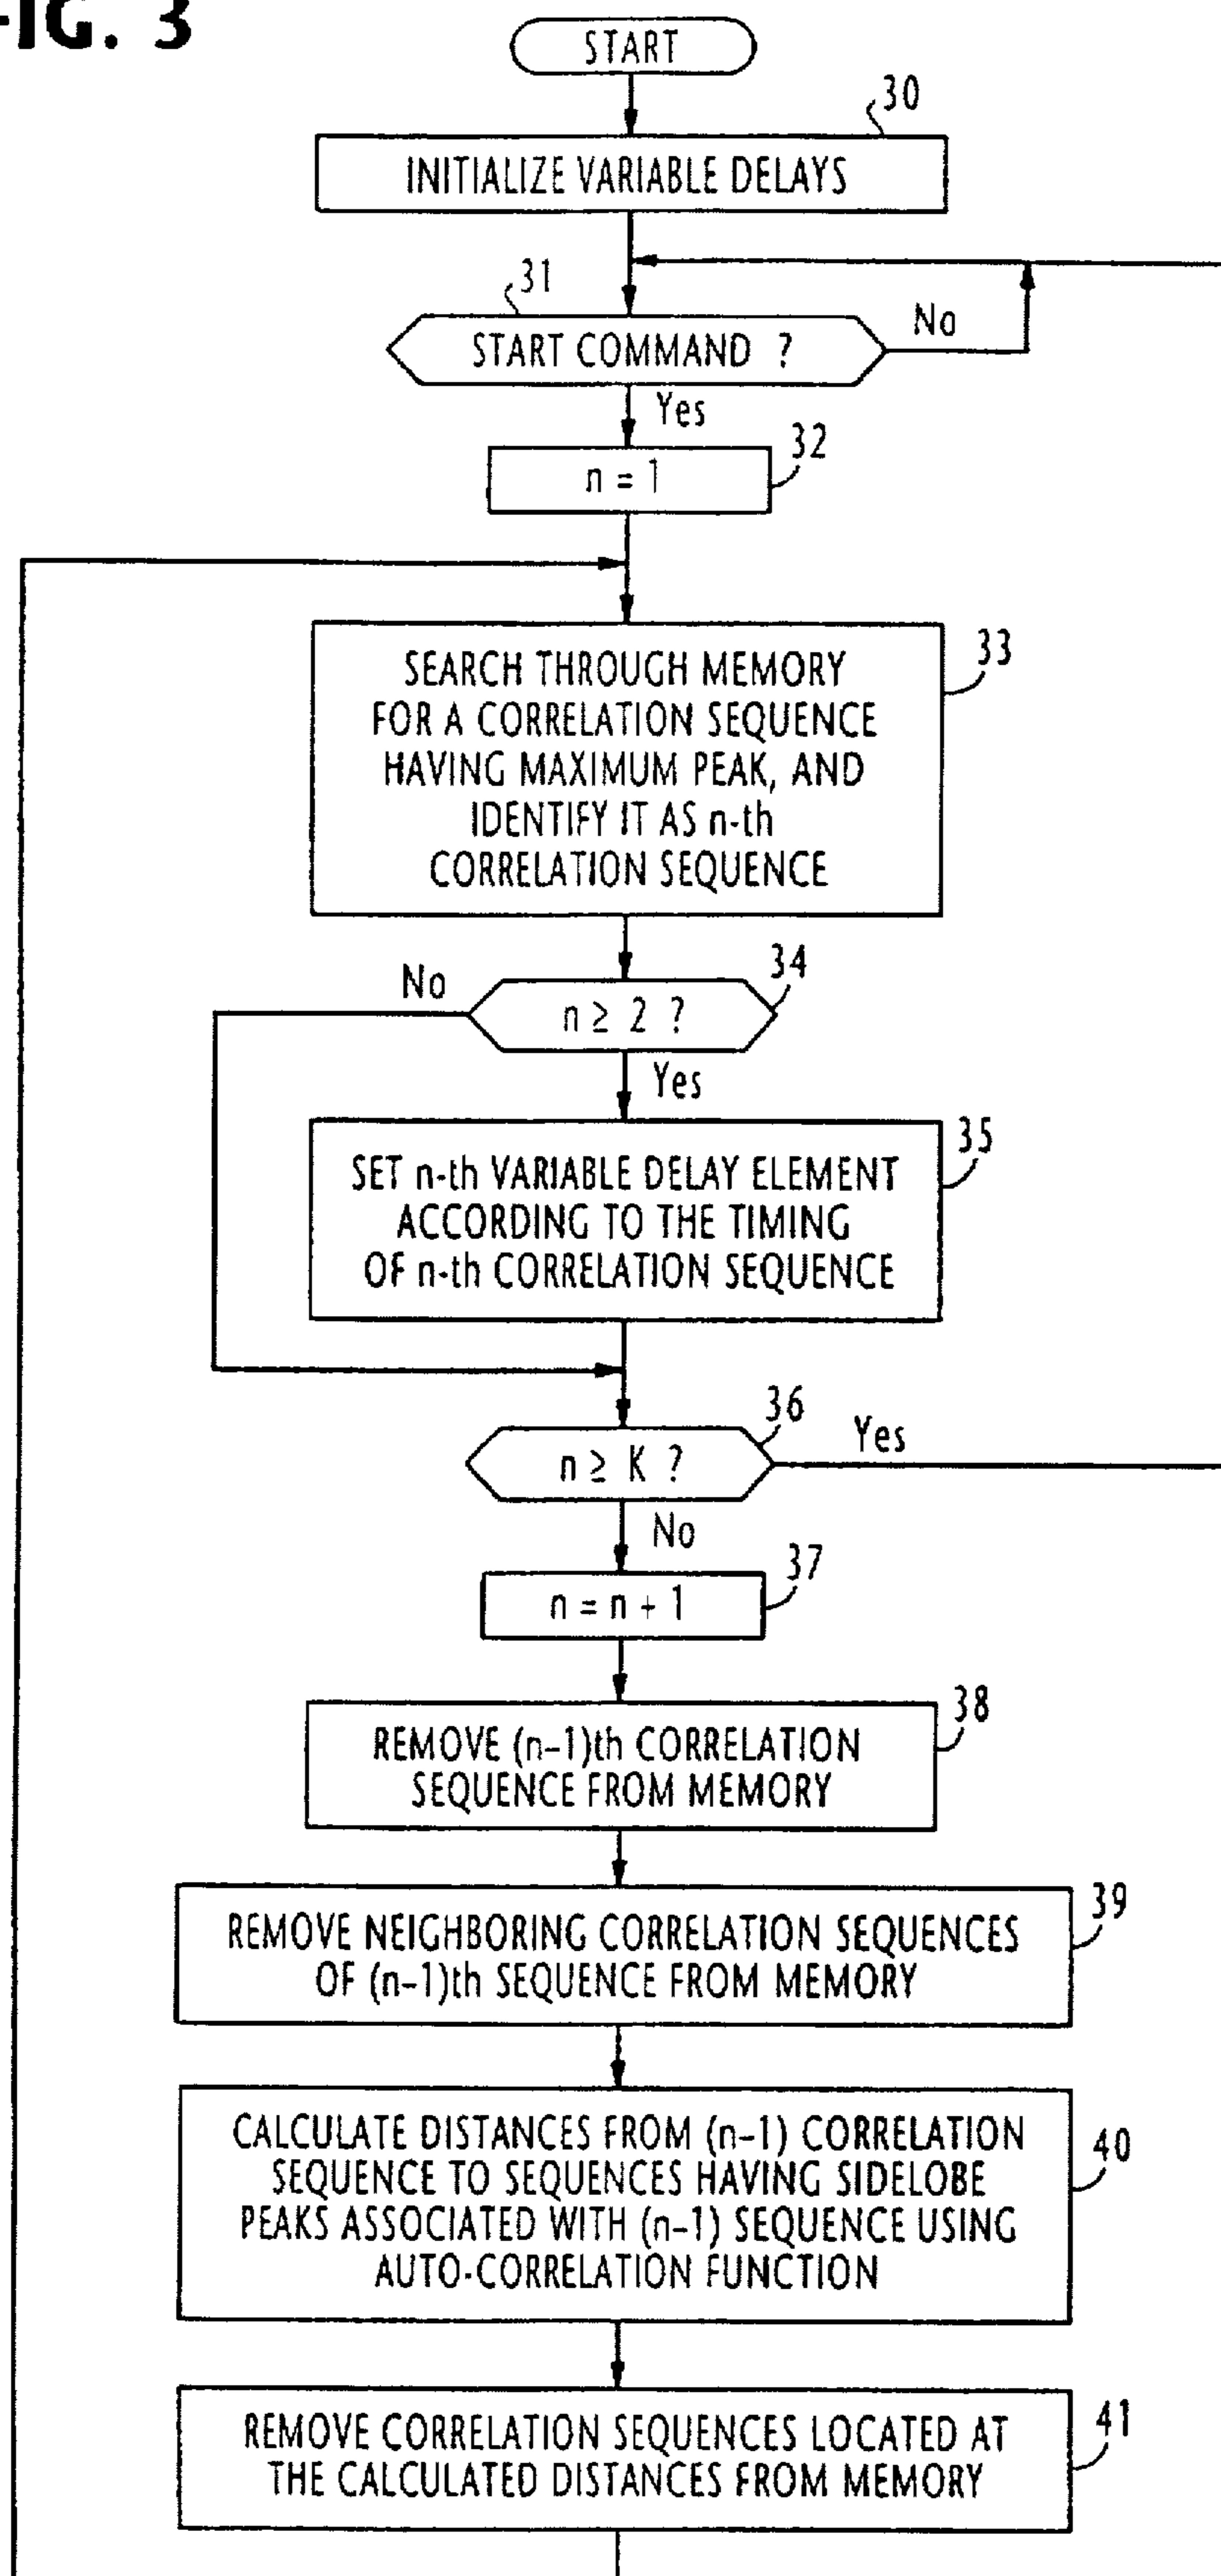 FIG. 3
START
30
INITIALIZE VARIABLE DELAYS
31
START COMMAND ?
No
Yes
32
n = 1
33
SEARCH THROUGH MEMORY
FOR A CORRELATION SEQUENCE
HAVING MAXIMUM PEAK, AND
IDENTIFY IT AS n-th
CORRELATION SEQUENCE
34
No
n ≥ 2 ?
Yes
35
SET n-th VARIABLE DELAY ELEMENT
ACCORDING TO THE TIMING
OF n-th CORRELATION SEQUENCE
36
Yes
n ≥ K ?
No
37
n = n + 1
38
REMOVE (n-1)th CORRELATION
SEQUENCE FROM MEMORY
39
REMOVE NEIGHBORING CORRELATION SEQUENCES
OF (n-1)th SEQUENCE FROM MEMORY
40
CALCULATE DISTANCES FROM (n-1) CORRELATION
SEQUENCE TO SEQUENCES HAVING SIDELOBE
PEAKS ASSOCIATED WITH (n-1) SEQUENCE USING
AUTO-CORRELATION FUNCTION
41
REMOVE CORRELATION SEQUENCES LOCATED AT
THE CALCULATED DISTANCES FROM MEMORY